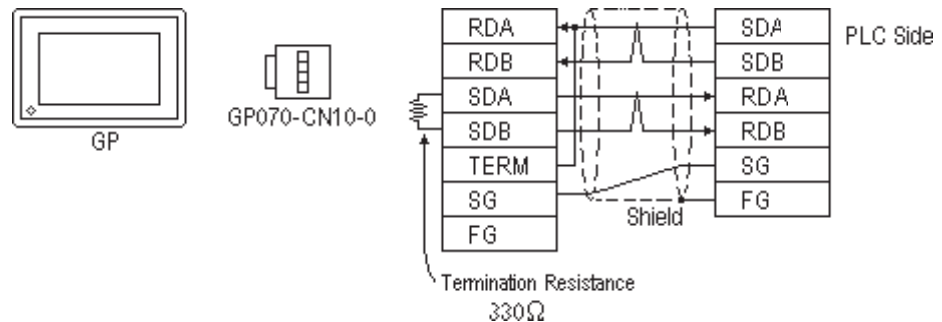 GP
GP070-CN10-0
RDA
RDB
SDA
SDB
TERM
SG
FG
Shield
SDA
SDB
RDA
RDB
SG
FG
PLC Side
Termination Resistance
330Ω